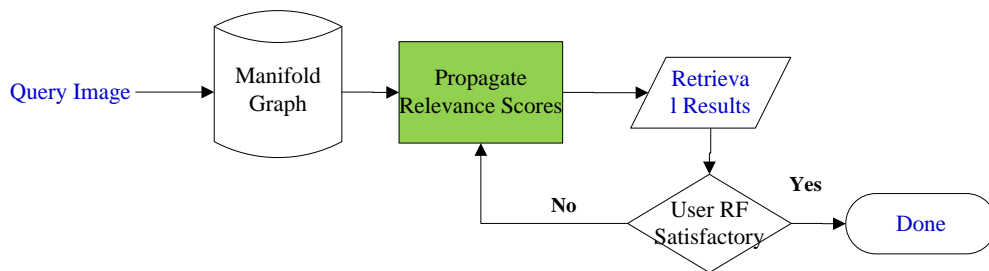 Query Image
Manifold
Graph
Propagate
Relevance Scores
Retrieva
l Results
User RF
Satisfactory
No
Yes
Done